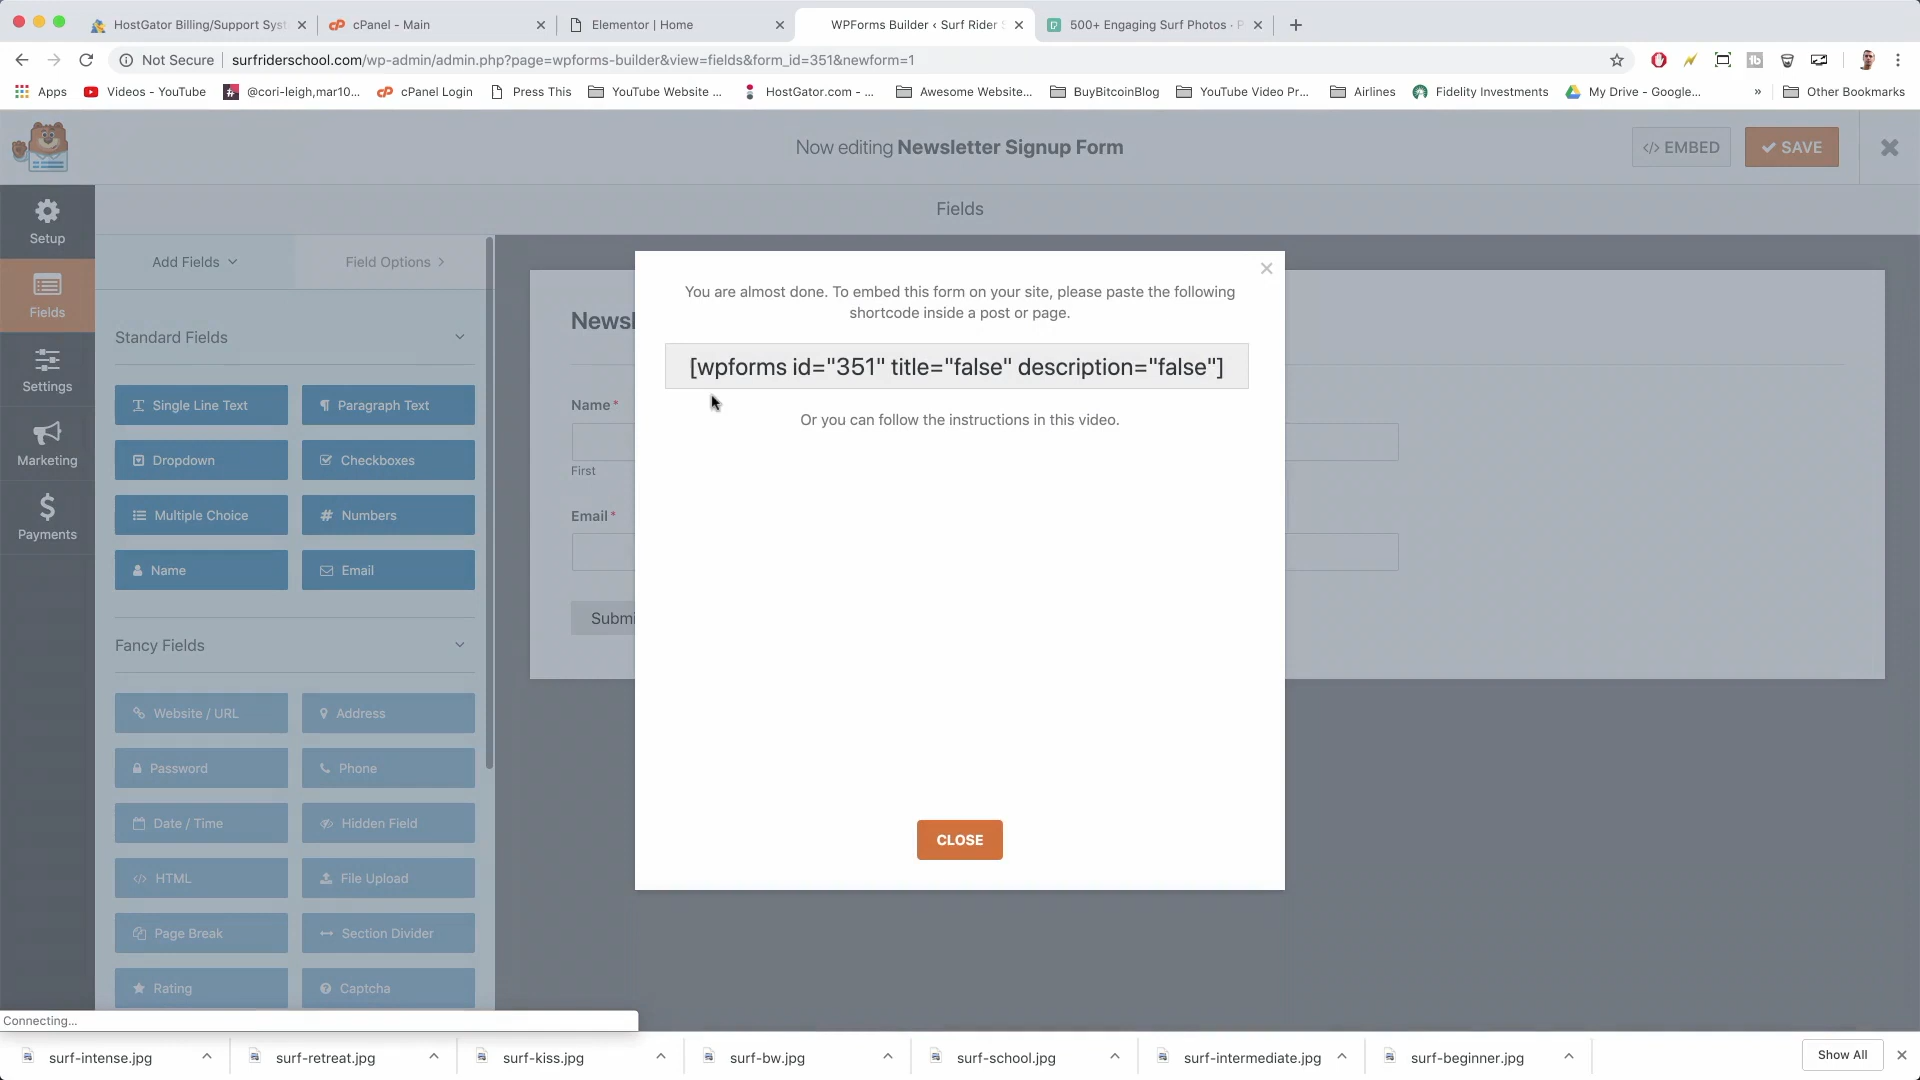 HostGator Billing/Support Syst
cPanel - Main
Elementor | Home
WPForms Builder ‹ Surf Rider S
500+ Engaging Surf Photos · P
Not Secure
surfriderschool.com/wp-admin/admin.php?page=wpforms-builder&view=fields&form_id=351&newform=1
Apps
Videos - YouTube
@cori-leigh,mar10...
cPanel Login
Press This
YouTube Website ...
HostGator.com - ...
Awesome Website...
BuyBitcoinBlog
YouTube Video Pr...
Airlines
Fidelity Investments
My Drive - Google...
»
Other Bookmarks
Now editing Newsletter Signup Form
</> EMBED
SAVE
Setup
Fields
Settings
Marketing
Payments
Fields
Add Fields
Field Options
Standard Fields
Single Line Text
Paragraph Text
Dropdown
Checkboxes
Multiple Choice
Numbers
Name
Email
Fancy Fields
Website / URL
Address
Password
Phone
Date / Time
Hidden Field
HTML
File Upload
Page Break
Section Divider
Rating
Captcha
Newsl
Name*
First
Email*
Submi
You are almost done. To embed this form on your site, please paste the following
shortcode inside a post or page.
[wpforms id="351" title="false" description="false"]
Or you can follow the instructions in this video.
CLOSE
Connecting...
surf-intense.jpg
surf-retreat.jpg
surf-kiss.jpg
surf-bw.jpg
surf-school.jpg
surf-intermediate.jpg
surf-beginner.jpg
Show All